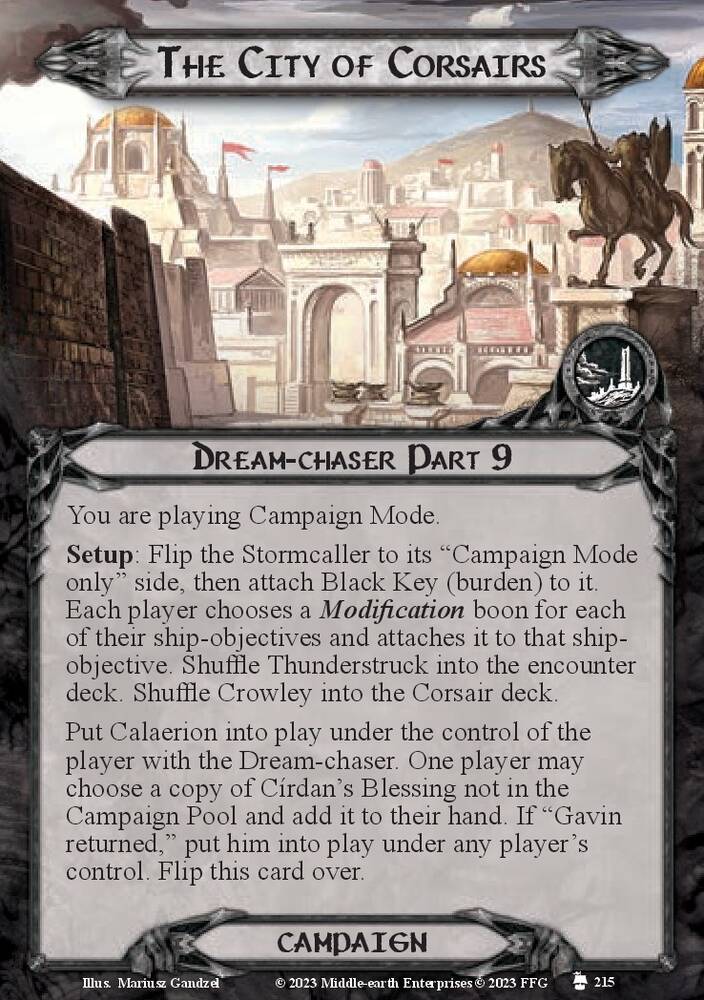 The City of Corsairs
Dream-chaser Part 9
You are playing Campaign Mode.
Setup: Flip the Stormcaller to its “Campaign Mode
only” side, then attach Black Key (burden) to it.
Each player chooses a Modification boon for each
of their ship-objectives and attaches it to that ship-
objective. Shuffle Thunderstruck into the encounter
deck. Shuffle Crowley into the Corsair deck.
Put Calaerion into play under the control of the
player with the Dream-chaser. One player may
choose a copy of Círdan’s Blessing not in the
Campaign Pool and add it to their hand. If “Gavin
returned,” put him into play under any player’s
control. Flip this card over.
CAMPAIGN
Illus. Mariusz Gandzel © 2023 Middle-earth Enterprises © 2023 FFG 215